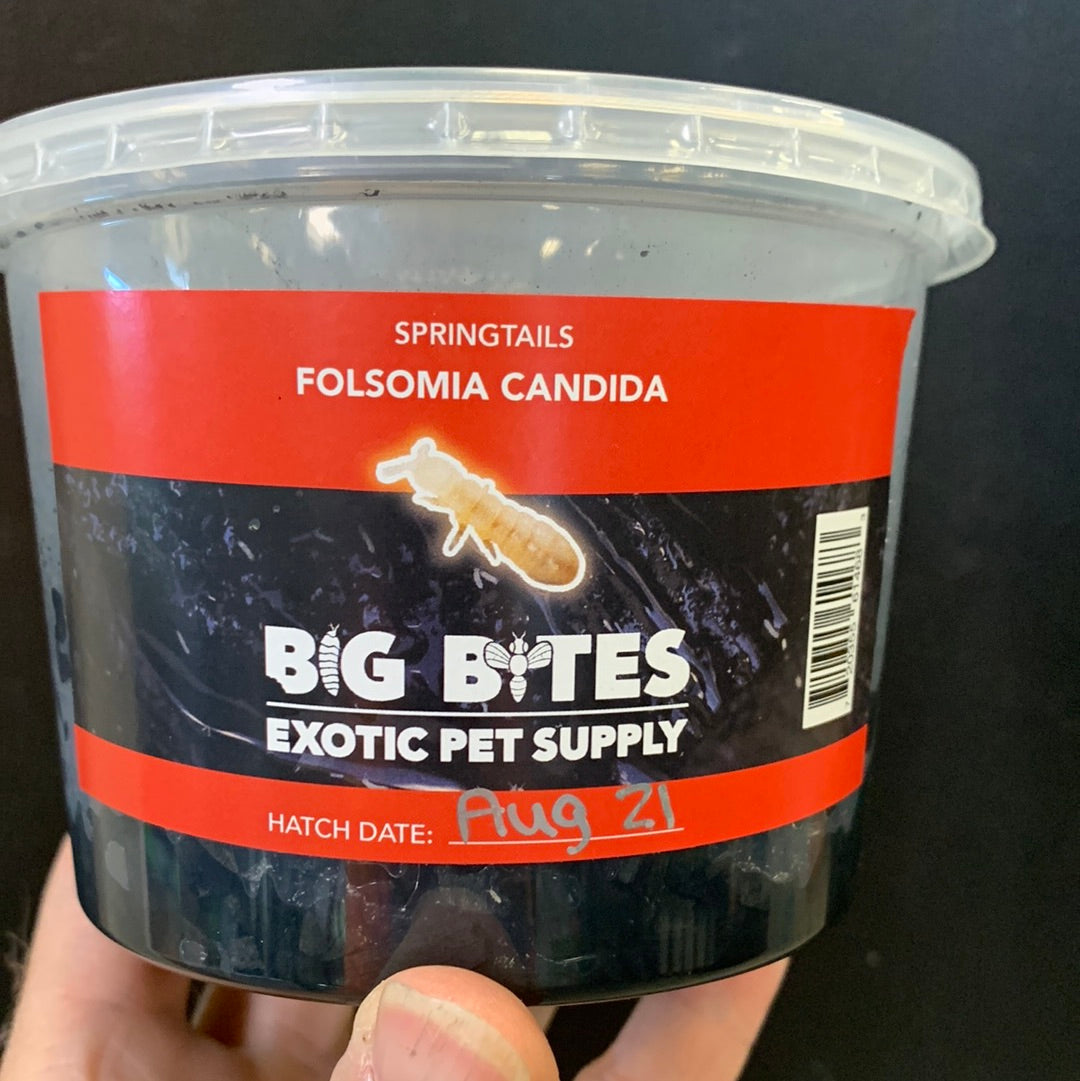 SPRINGTAILS
FOLSOMIA CANDIDA
BIG BITES
EXOTIC PET SUPPLY
HATCH DATE: Aug 21